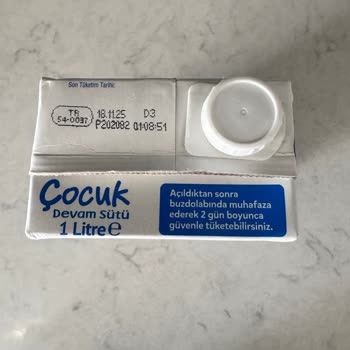 Son Tüketim Tarihi:
TR
54-0037
18.11.25 D3
P202082 01:08:51
Çocuk
Devam Sütü
1 Litre ℮
Açıldıktan sonra
buzdolabında muhafaza
ederek 2 gün boyunca
güvenle tüketebilirsiniz.